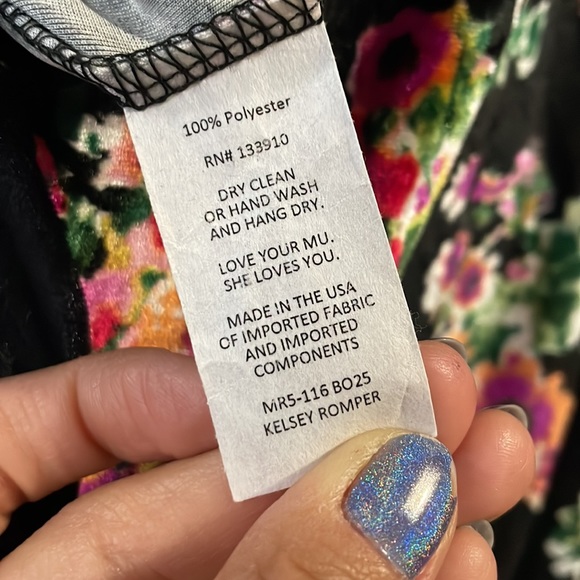 100% Polyester
RN# 133910
DRY CLEAN
OR HAND WASH
AND HANG DRY.
LOVE YOUR MU.
SHE LOVES YOU.
MADE IN THE USA
OF IMPORTED FABRIC
AND IMPORTED
COMPONENTS
MR5-116 BO25
KELSEY ROMPER